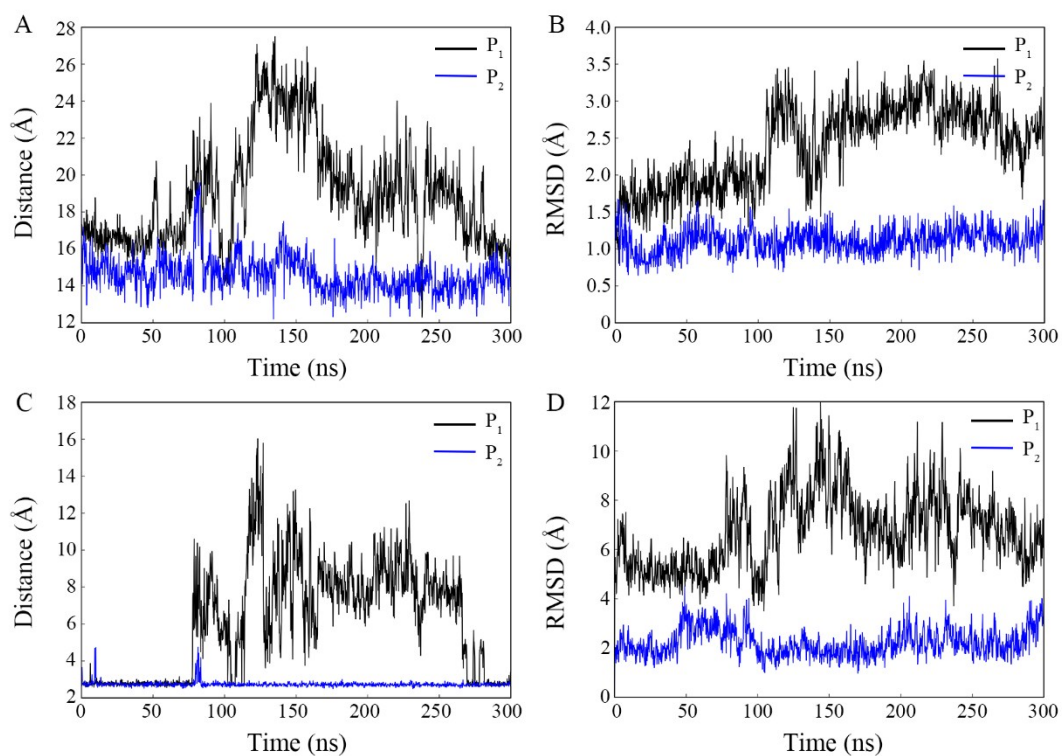 A
28
26
24
22
20
18
16
14
12
Distance (Å)
P₁
P₂
0 50 100 150 200 250 300
Time (ns)
B
4.0
3.5
3.0
2.5
2.0
1.5
1.0
0.5
0.0
RMSD (Å)
P₁
P₂
0 50 100 150 200 250 300
Time (ns)
C
18
16
14
12
10
8
6
4
2
Distance (Å)
P₁
P₂
0 50 100 150 200 250 300
Time (ns)
D
12
10
8
6
4
2
0
RMSD (Å)
P₁
P₂
0 50 100 150 200 250 300
Time (ns)